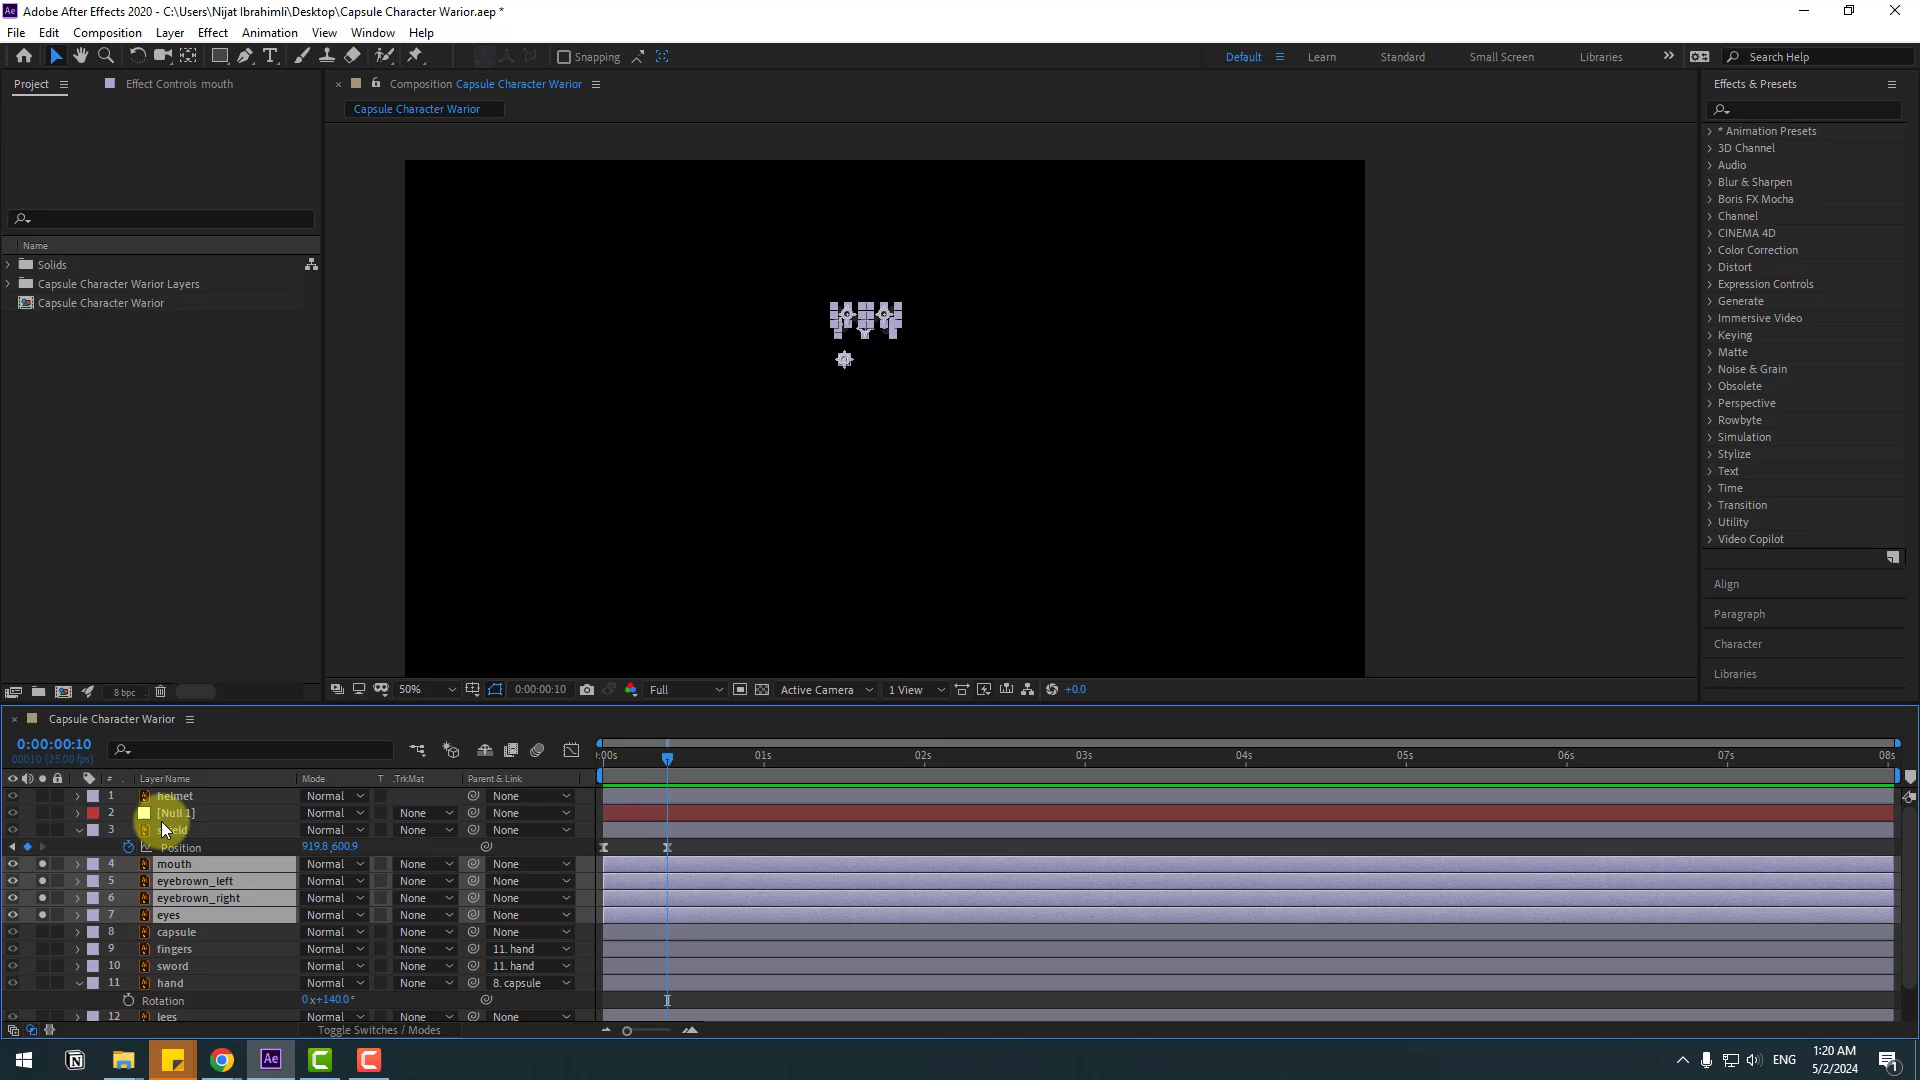 Adobe After Effects 2020 - C:\Users\Nijat Ibrahimli\Desktop\Capsule Character Warior.aep *
File Edit Composition Layer Effect Animation View Window Help
Snapping Default Learn Standard Small Screen Libraries Search Help
Project Effect Controls mouth Composition Capsule Character Warior Effects & Presets
Capsule Character Warior
* Animation Presets
3D Channel
Audio
Blur & Sharpen
Boris FX Mocha
Channel
CINEMA 4D
Color Correction
Distort
Expression Controls
Generate
Immersive Video
Keying
Matte
Noise & Grain
Obsolete
Perspective
Rowbyte
Simulation
Stylize
Text
Time
Transition
Utility
Video Copilot
Align
Paragraph
Character
Libraries
Name
Solids
Capsule Character Warior Layers
Capsule Character Warior
8 bpc 50% 0:00:00:10 Full Active Camera 1 View +0.0
Capsule Character Warior
0:00:00:10
00010 (25.00 fps)
:00s 01s 02s 03s 04s 05s 06s 07s 08s
# Layer Name Mode T .TrkMat Parent & Link
1 helmet Normal None
2 [Null 1] Normal None None
3 shield Normal None None
Position 919.8,600.9
4 mouth Normal None None
5 eyebrown_left Normal None None
6 eyebrown_right Normal None None
7 eyes Normal None None
8 capsule Normal None None
9 fingers Normal None 11. hand
10 sword Normal None 11. hand
11 hand Normal None 8. capsule
Rotation 0x+140.0°
12 legs Normal None None
Toggle Switches / Modes
Ae ENG 1:20 AM
5/2/2024 1